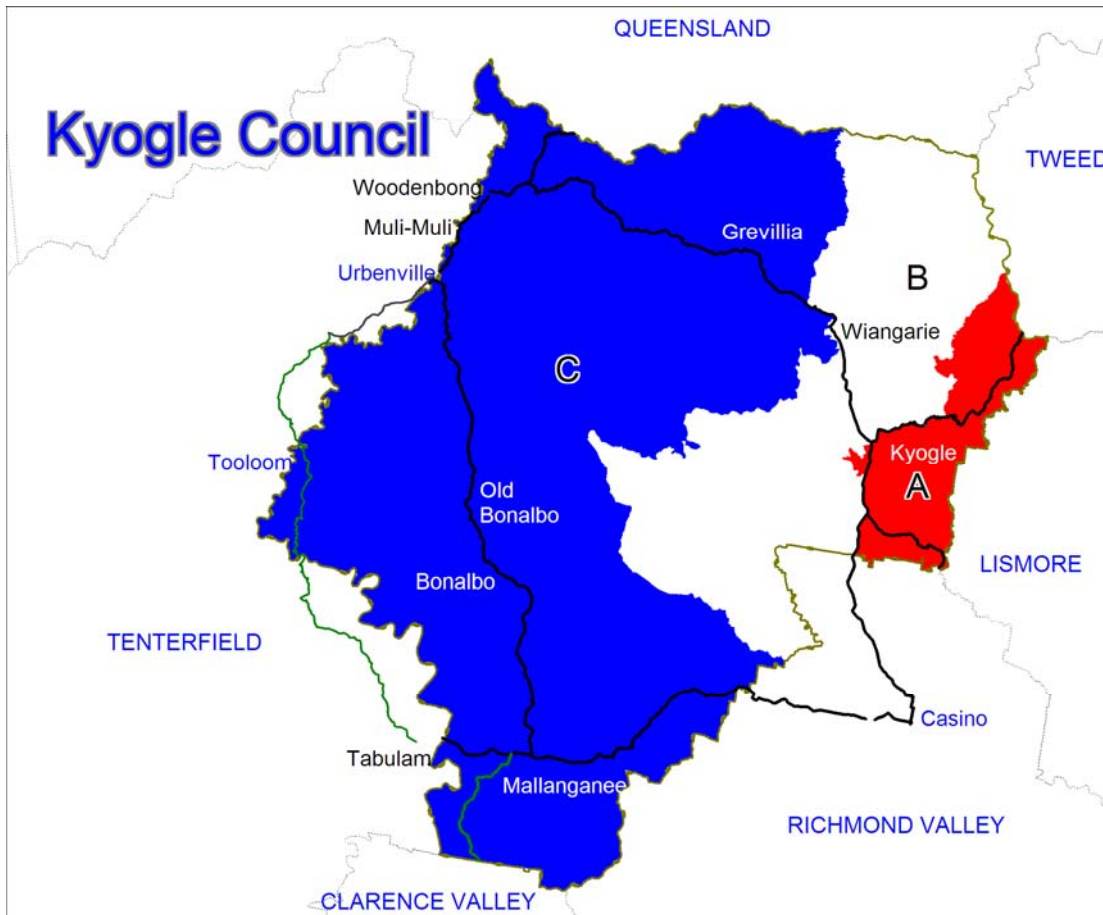 QUEENSLAND
Kyogle Council
TWEED
Woodenbong
Muli-Muli
Grevillia
Urbenville
B
Wiangarie
C
Kyogle
A
Tooloom
Old
Bonalbo
Bonalbo
LISMORE
TENTERFIELD
Casino
Tabulam
Mallanganee
RICHMOND VALLEY
CLARENCE VALLEY